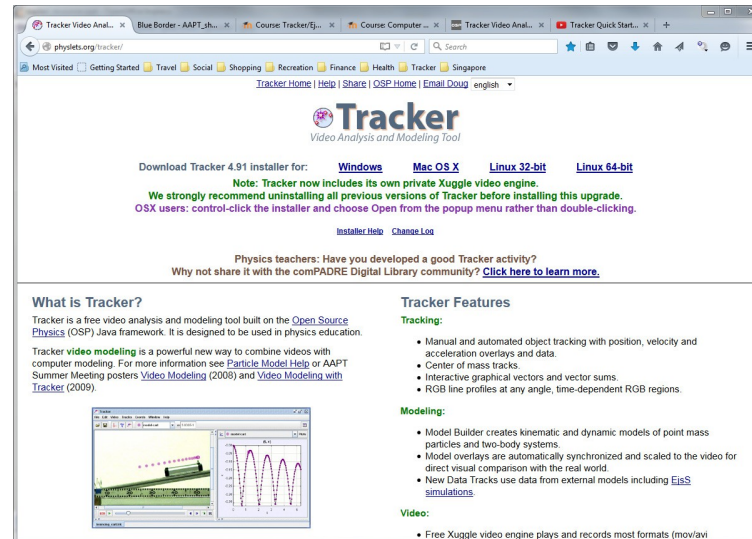 Tracker Video Anal... ×
Blue Border - AAPT_sh... ×
Course: Tracker/Ej... ×
Course: Computer ... ×
Tracker Video Anal... ×
Tracker Quick Start... ×
physlets.org/tracker/
Search
Most Visited Getting Started Travel Social Shopping Recreation Finance Health Tracker Singapore
Tracker Home | Help | Share | OSP Home | Email Doug english
Tracker
Video Analysis and Modeling Tool
Download Tracker 4.91 installer for: Windows Mac OS X Linux 32-bit Linux 64-bit
Note: Tracker now includes its own private Xuggle video engine.
We strongly recommend uninstalling all previous versions of Tracker before installing this upgrade.
OSX users: control-click the installer and choose Open from the popup menu rather than double-clicking.
Installer Help Change Log
Physics teachers: Have you developed a good Tracker activity?
Why not share it with the comPADRE Digital Library community? Click here to learn more.
What is Tracker?
Tracker is a free video analysis and modeling tool built on the Open Source
Physics (OSP) Java framework. It is designed to be used in physics education.
Tracker video modeling is a powerful new way to combine videos with
computer modeling. For more information see Particle Model Help or AAPT
Summer Meeting posters Video Modeling (2008) and Video Modeling with
Tracker (2009).
Tracker Features
Tracking:
• Manual and automated object tracking with position, velocity and
acceleration overlays and data.
• Center of mass tracks.
• Interactive graphical vectors and vector sums.
• RGB line profiles at any angle, time-dependent RGB regions.
Modeling:
• Model Builder creates kinematic and dynamic models of point mass
particles and two-body systems.
• Model overlays are automatically synchronized and scaled to the video for
direct visual comparison with the real world.
• New Data Tracks use data from external models including EjsS
simulations.
Video:
• Free Xuggle video engine plays and records most formats (mov/avi